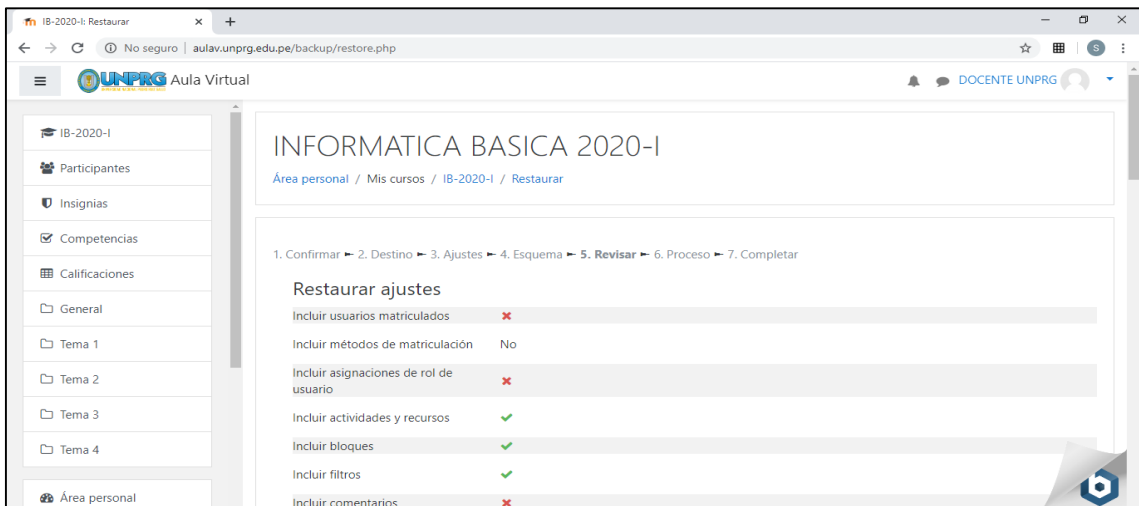 IB-2020-I: Restaurar
No seguro | aulav.unprg.edu.pe/backup/restore.php
S
UNPRG Aula Virtual
DOCENTE UNPRG
IB-2020-I
Participantes
Insignias
Competencias
Calificaciones
General
Tema 1
Tema 2
Tema 3
Tema 4
Área personal
INFORMATICA BASICA 2020-I
Área personal / Mis cursos / IB-2020-I / Restaurar
1. Confirmar ► 2. Destino ► 3. Ajustes ► 4. Esquema ► 5. Revisar ► 6. Proceso ► 7. Completar
Restaurar ajustes
Incluir usuarios matriculados
Incluir métodos de matriculación No
Incluir asignaciones de rol de
usuario
Incluir actividades y recursos
Incluir bloques
Incluir filtros
Incluir comentarios